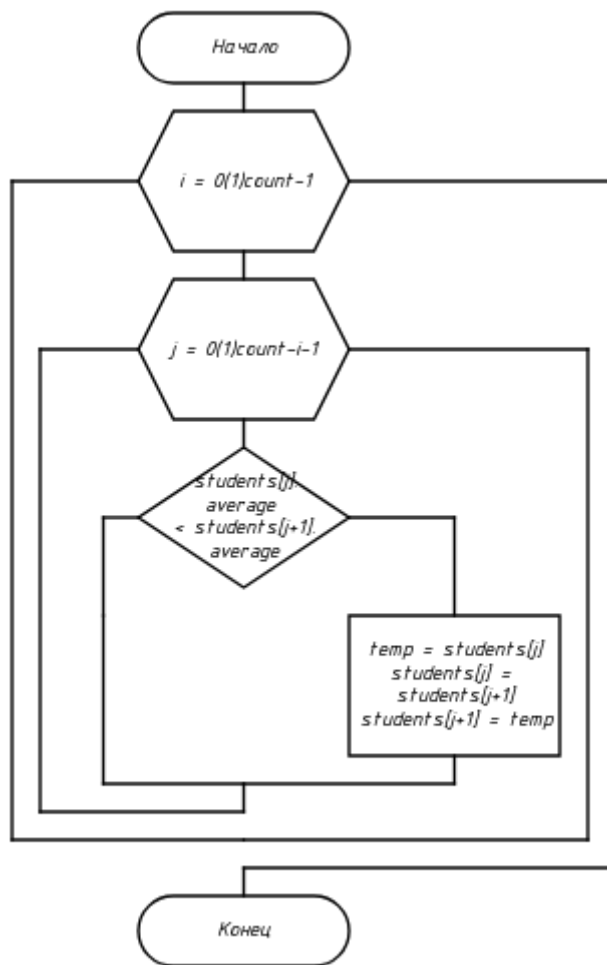 Начало
i = 0(1)count-1
j = 0(1)count-i-1
students[j].
average
< students[j+1].
average
temp = students[j]
students[j] =
students[j+1]
students[j+1] = temp
Конец